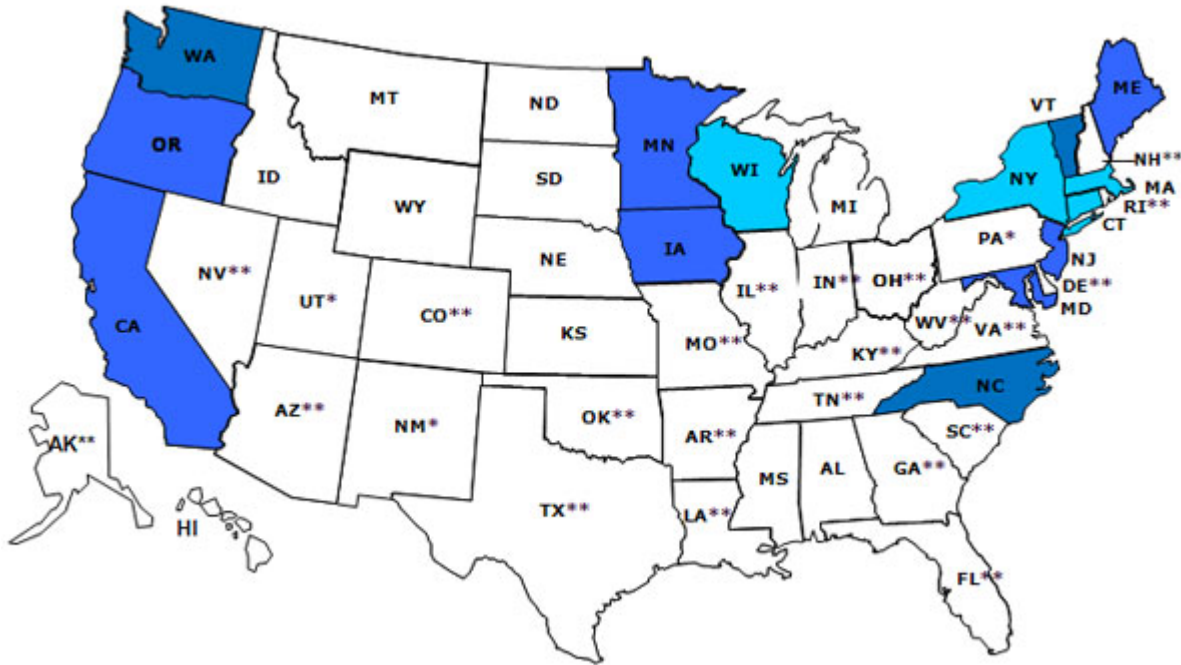 WA
MT
ND
MN
VT
ME
OR
ID
SD
WI
NY
NH**
MA
WY
MI
RI**
CT
IA
PA*
NJ
NV**
NE
UT*
CO**
IL**
IN**
OH**
DE**
MD
CA
KS
MO**
WV**
VA**
KY**
NC
AZ**
NM*
OK**
AR**
TN**
SC**
AK**
HI
TX**
LA**
MS
AL
GA**
FL**